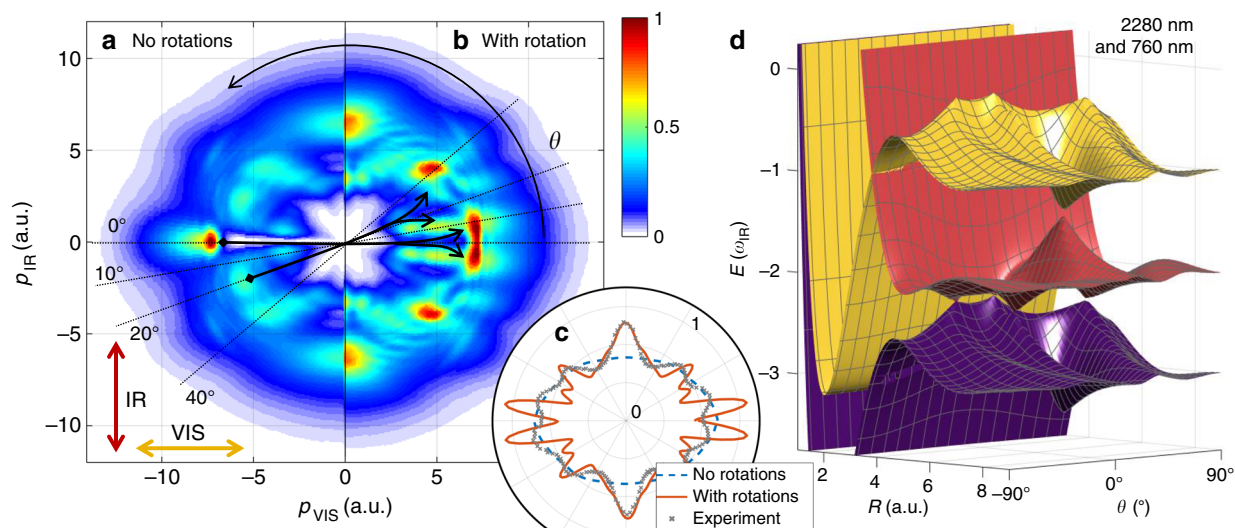 a No rotations
b With rotation
10
5
0
−5
−10
p_IR (a.u.)
0°
10°
20°
40°
θ
IR
VIS
−10
−5
0
5
p_VIS (a.u.)
1
0.5
0
c
1
0
No rotations
With rotations
Experiment
d
2280 nm
and 760 nm
0
−1
−2
−3
E (ω_IR)
2
4
6
8
R (a.u.)
−90°
0°
90°
θ (°)